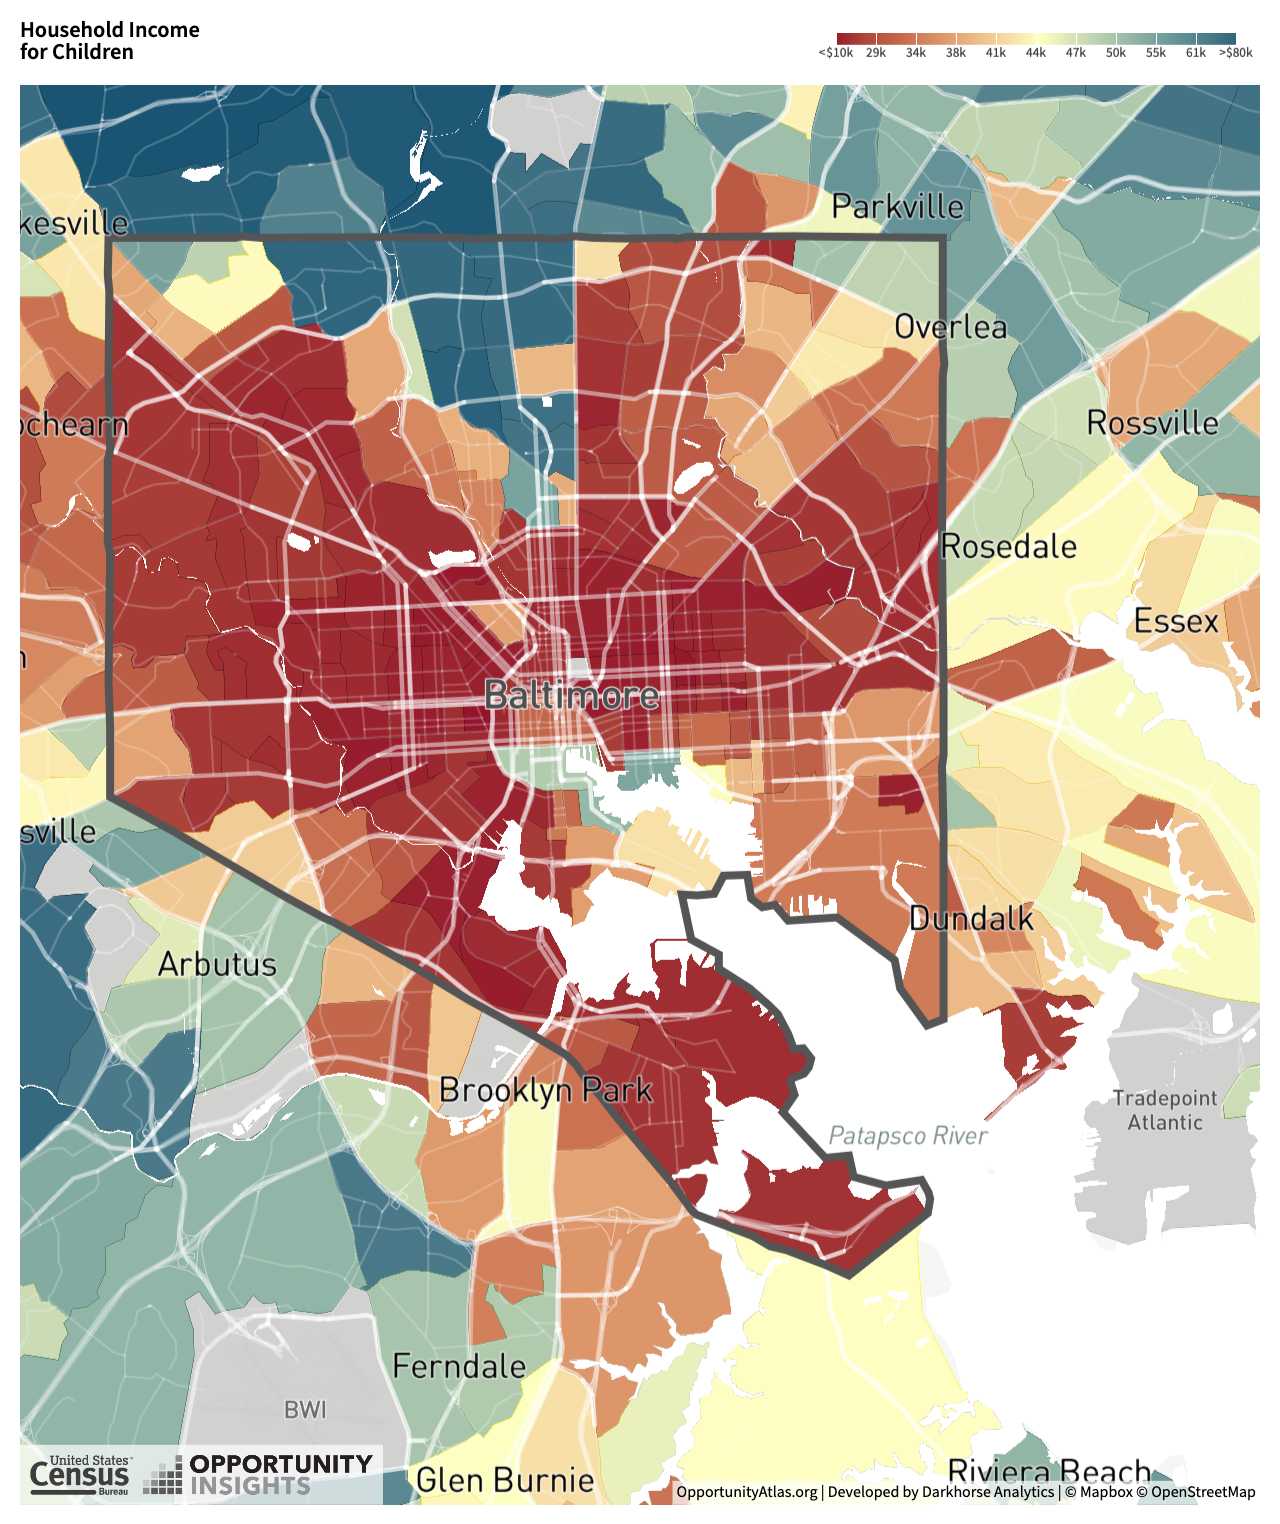 Household Income
for Children
<$10k 29k 34k 38k 41k 44k 47k 50k 55k 61k >$80k
Parkville
kesville
Overlea
ochearn
Rossville
Rosedale
Essex
n
Baltimore
sville
Dundalk
Arbutus
Brooklyn Park
Tradepoint
Atlantic
Patapsco River
Ferndale
BWI
United States®
Census
Bureau
OPPORTUNITY
INSIGHTS
Glen Burnie
Riviera Beach
OpportunityAtlas.org | Developed by Darkhorse Analytics | © Mapbox © OpenStreetMap